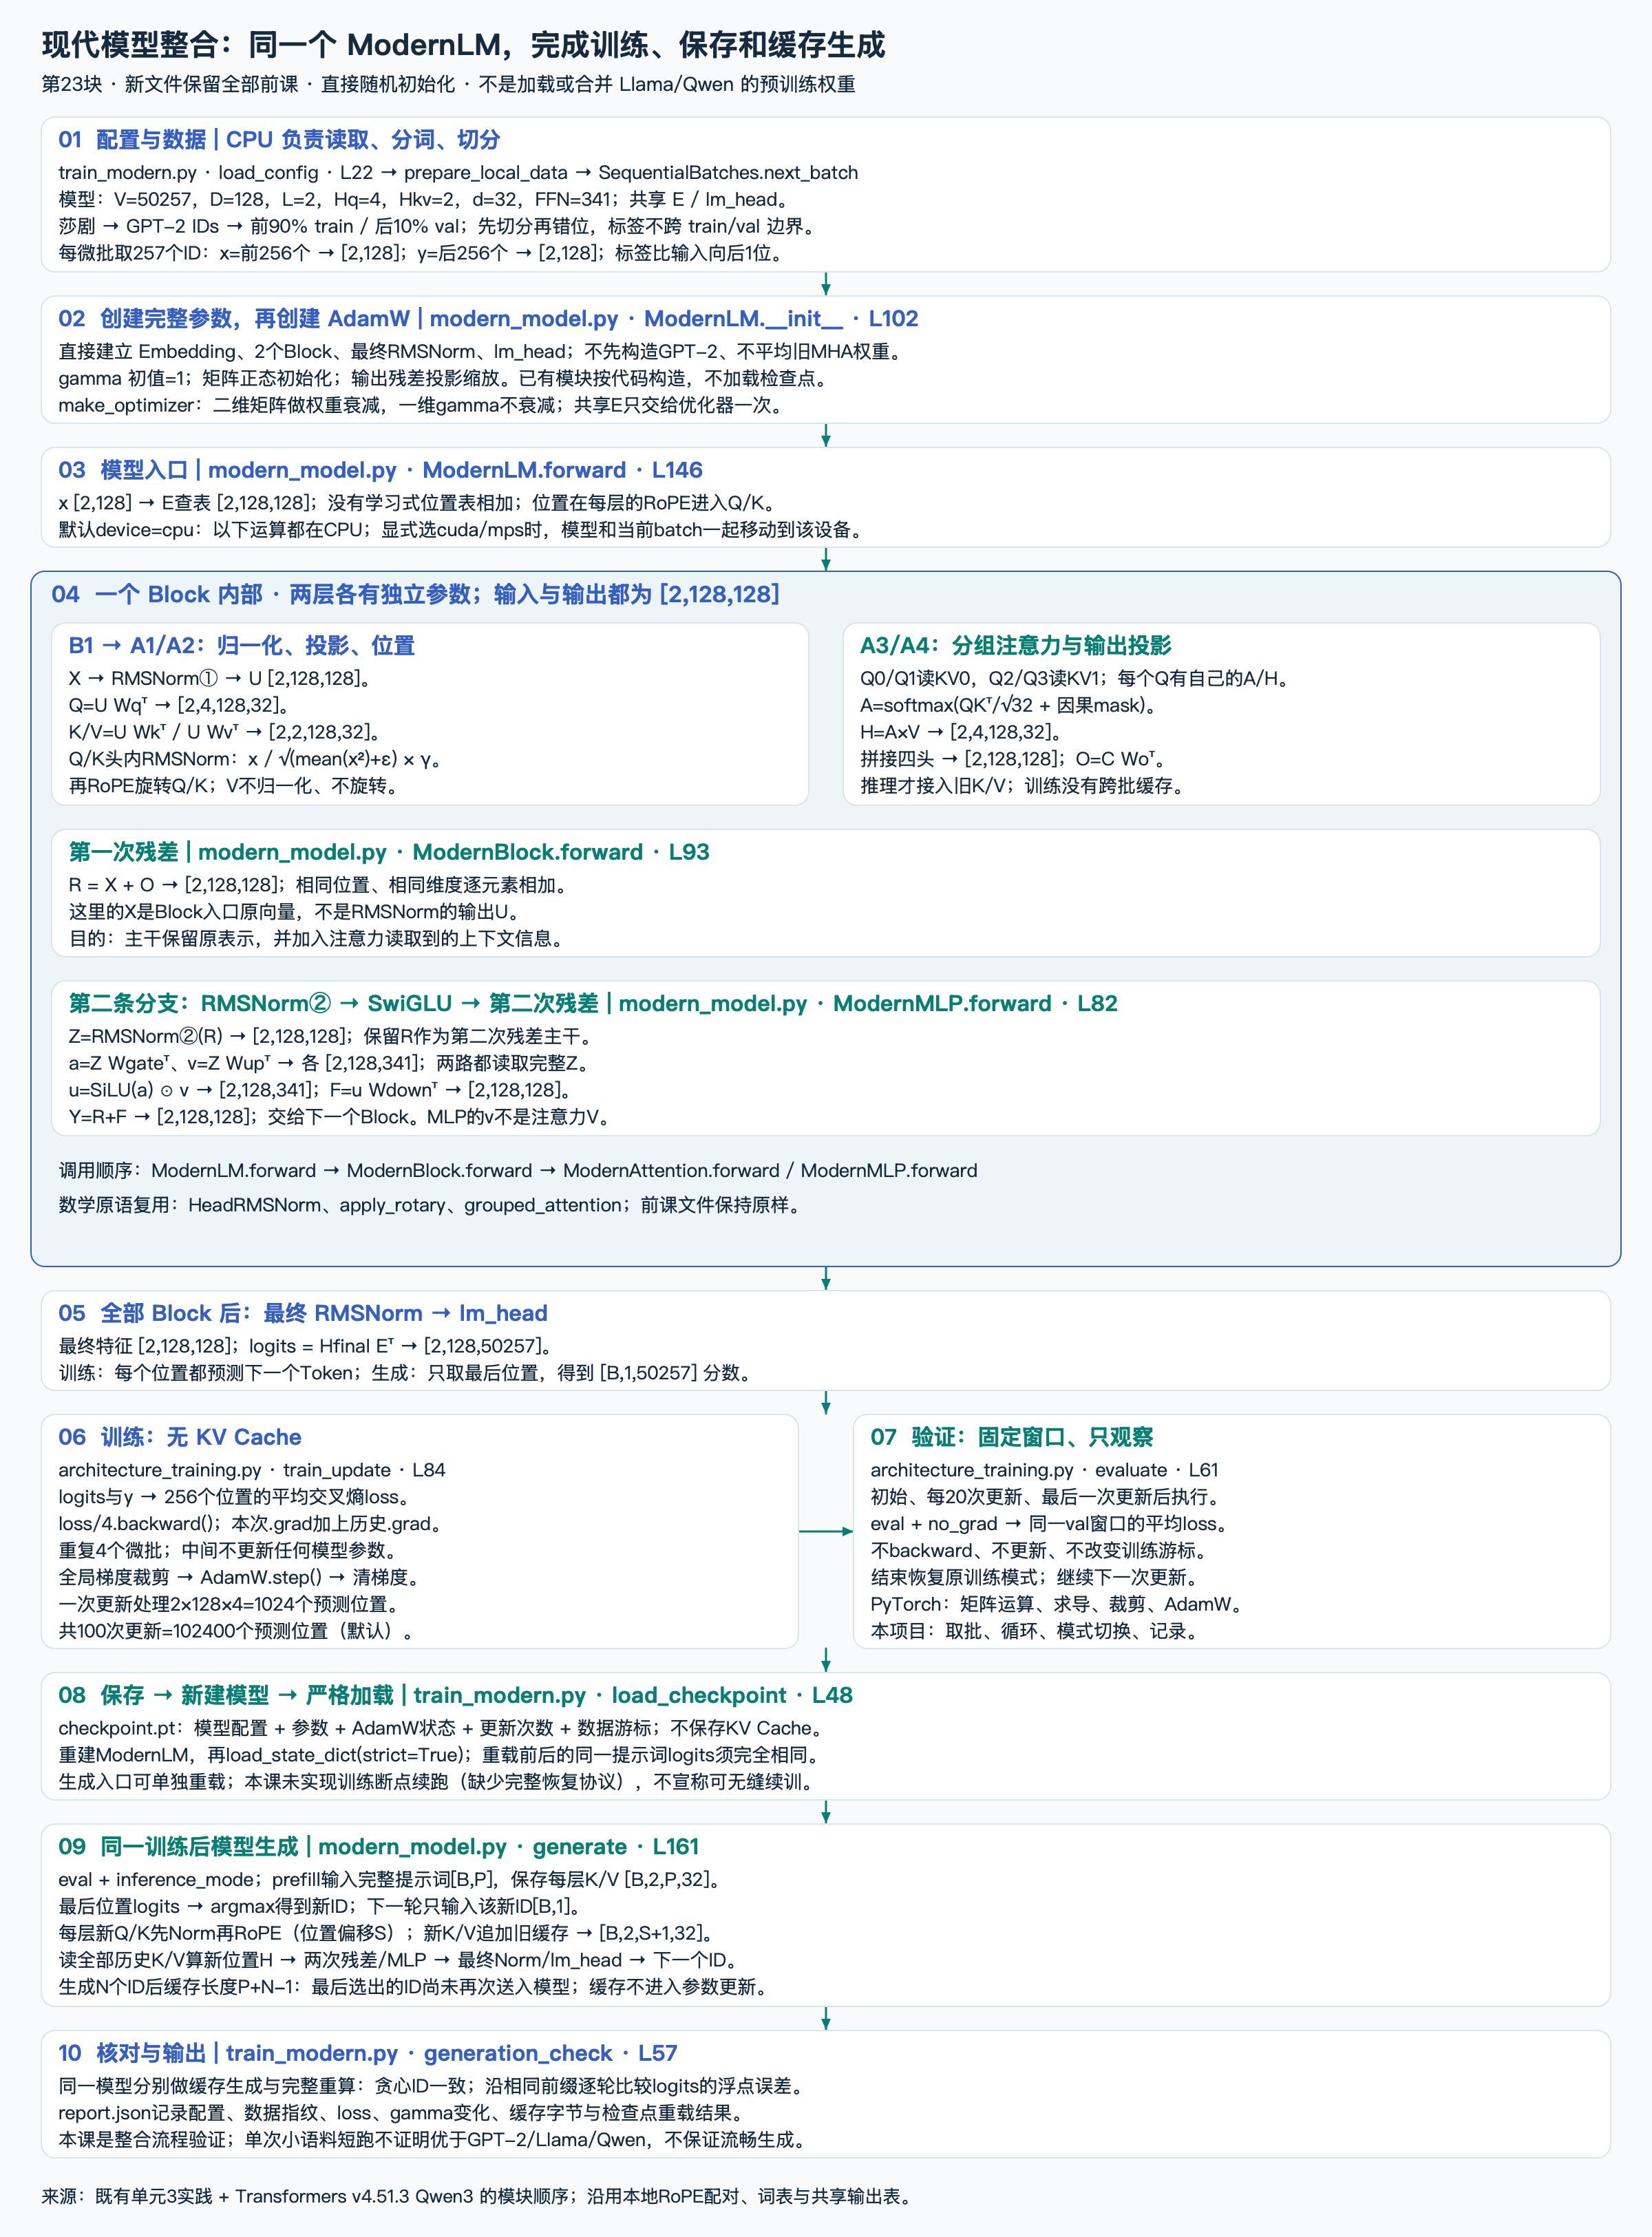 现代模型整合：同一个 ModernLM，完成训练、保存和缓存生成
第23块 · 新文件保留全部前课 · 直接随机初始化 · 不是加载或合并 Llama/Qwen 的预训练权重
01 配置与数据 | CPU 负责读取、分词、切分
train_modern.py · load_config · L22 → prepare_local_data → SequentialBatches.next_batch
模型：V=50257，D=128，L=2，Hq=4，Hkv=2，d=32，FFN=341；共享 E / lm_head。
莎剧 → GPT-2 IDs → 前90% train / 后10% val；先切分再错位，标签不跨 train/val 边界。
每微批取257个ID：x=前256个 → [2,128]；y=后256个 → [2,128]；标签比输入向后1位。
02 创建完整参数，再创建 AdamW | modern_model.py · ModernLM.__init__ · L102
直接建立 Embedding、2个Block、最终RMSNorm、lm_head；不先构造GPT-2、不平均旧MHA权重。
gamma 初值=1；矩阵正态初始化；输出残差投影缩放。已有模块按代码构造，不加载检查点。
make_optimizer：二维矩阵做权重衰减，一维gamma不衰减；共享E只交给优化器一次。
03 模型入口 | modern_model.py · ModernLM.forward · L146
x [2,128] → E查表 [2,128,128]；没有学习式位置表相加；位置在每层的RoPE进入Q/K。
默认device=cpu：以下运算都在CPU；显式选cuda/mps时，模型和当前batch一起移动到该设备。
04 一个 Block 内部 · 两层各有独立参数；输入与输出都为 [2,128,128]
B1 → A1/A2：归一化、投影、位置
X → RMSNorm① → U [2,128,128]。
Q=U Wqᵀ → [2,4,128,32]。
K/V=U Wkᵀ / U Wvᵀ → [2,2,128,32]。
Q/K头内RMSNorm：x / √(mean(x²)+ε) × γ。
再RoPE旋转Q/K；V不归一化、不旋转。
A3/A4：分组注意力与输出投影
Q0/Q1读KV0，Q2/Q3读KV1；每个Q有自己的A/H。
A=softmax(QKᵀ/√32 + 因果mask)。
H=A×V → [2,4,128,32]。
拼接四头 → [2,128,128]；O=C Woᵀ。
推理才接入旧K/V；训练没有跨批缓存。
第一次残差 | modern_model.py · ModernBlock.forward · L93
R = X + O → [2,128,128]；相同位置、相同维度逐元素相加。
这里的X是Block入口原向量，不是RMSNorm的输出U。
目的：主干保留原表示，并加入注意力读取到的上下文信息。
第二条分支：RMSNorm② → SwiGLU → 第二次残差 | modern_model.py · ModernMLP.forward · L82
Z=RMSNorm②(R) → [2,128,128]；保留R作为第二次残差主干。
a=Z Wgateᵀ、v=Z Wupᵀ → 各 [2,128,341]；两路都读取完整Z。
u=SiLU(a) ⊙ v → [2,128,341]；F=u Wdownᵀ → [2,128,128]。
Y=R+F → [2,128,128]；交给下一个Block。MLP的v不是注意力V。
调用顺序：ModernLM.forward → ModernBlock.forward → ModernAttention.forward / ModernMLP.forward
数学原语复用：HeadRMSNorm、apply_rotary、grouped_attention；前课文件保持原样。
05 全部 Block 后：最终 RMSNorm → lm_head
最终特征 [2,128,128]；logits = Hfinal Eᵀ → [2,128,50257]。
训练：每个位置都预测下一个Token；生成：只取最后位置，得到 [B,1,50257] 分数。
06 训练：无 KV Cache
architecture_training.py · train_update · L84
logits与y → 256个位置的平均交叉熵loss。
loss/4.backward()；本次.grad加上历史.grad。
重复4个微批；中间不更新任何模型参数。
全局梯度裁剪 → AdamW.step() → 清梯度。
一次更新处理2×128×4=1024个预测位置。
共100次更新=102400个预测位置（默认）。
07 验证：固定窗口、只观察
architecture_training.py · evaluate · L61
初始、每20次更新、最后一次更新后执行。
eval + no_grad → 同一val窗口的平均loss。
不backward、不更新、不改变训练游标。
结束恢复原训练模式；继续下一次更新。
PyTorch：矩阵运算、求导、裁剪、AdamW。
本项目：取批、循环、模式切换、记录。
08 保存 → 新建模型 → 严格加载 | train_modern.py · load_checkpoint · L48
checkpoint.pt：模型配置 + 参数 + AdamW状态 + 更新次数 + 数据游标；不保存KV Cache。
重建ModernLM，再load_state_dict(strict=True)；重载前后的同一提示词logits须完全相同。
生成入口可单独重载；本课未实现训练断点续跑（缺少完整恢复协议），不宣称可无缝续训。
09 同一训练后模型生成 | modern_model.py · generate · L161
eval + inference_mode；prefill输入完整提示词[B,P]，保存每层K/V [B,2,P,32]。
最后位置logits → argmax得到新ID；下一轮只输入该新ID[B,1]。
每层新Q/K先Norm再RoPE（位置偏移S）；新K/V追加旧缓存 → [B,2,S+1,32]。
读全部历史K/V算新位置H → 两次残差/MLP → 最终Norm/lm_head → 下一个ID。
生成N个ID后缓存长度P+N-1：最后选出的ID尚未再次送入模型；缓存不进入参数更新。
10 核对与输出 | train_modern.py · generation_check · L57
同一模型分别做缓存生成与完整重算：贪心ID一致；沿相同前缀逐轮比较logits的浮点误差。
report.json记录配置、数据指纹、loss、gamma变化、缓存字节与检查点重载结果。
本课是整合流程验证；单次小语料短跑不证明优于GPT-2/Llama/Qwen，不保证流畅生成。
来源：既有单元3实践 + Transformers v4.51.3 Qwen3 的模块顺序；沿用本地RoPE配对、词表与共享输出表。